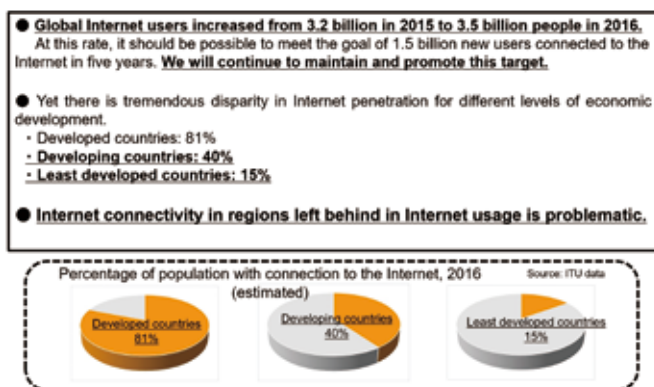 ● Global Internet users increased from 3.2 billion in 2015 to 3.5 billion people in 2016.
At this rate, it should be possible to meet the goal of 1.5 billion new users connected to the
Internet in five years. We will continue to maintain and promote this target.
● Yet there is tremendous disparity in Internet penetration for different levels of economic
development.
・Developed countries: 81%
・Developing countries: 40%
・Least developed countries: 15%
● Internet connectivity in regions left behind in Internet usage is problematic.
Percentage of population with connection to the Internet, 2016
Source: ITU data
(estimated)
Developed countries
81%
Developing countries
40%
Least developed countries
15%